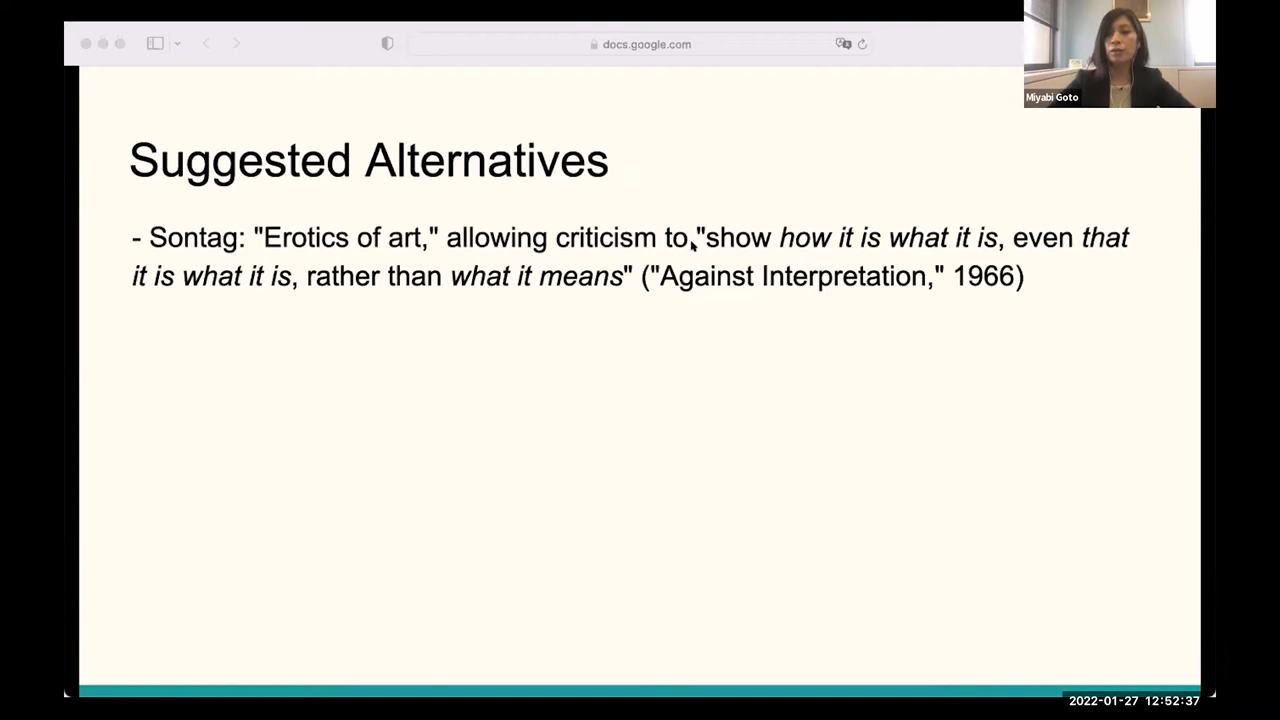 docs.google.com
Miyabi Goto
Suggested Alternatives
- Sontag: "Erotics of art," allowing criticism to "show how it is what it is, even that
it is what it is, rather than what it means" ("Against Interpretation," 1966)
2022-01-27 12:52:37